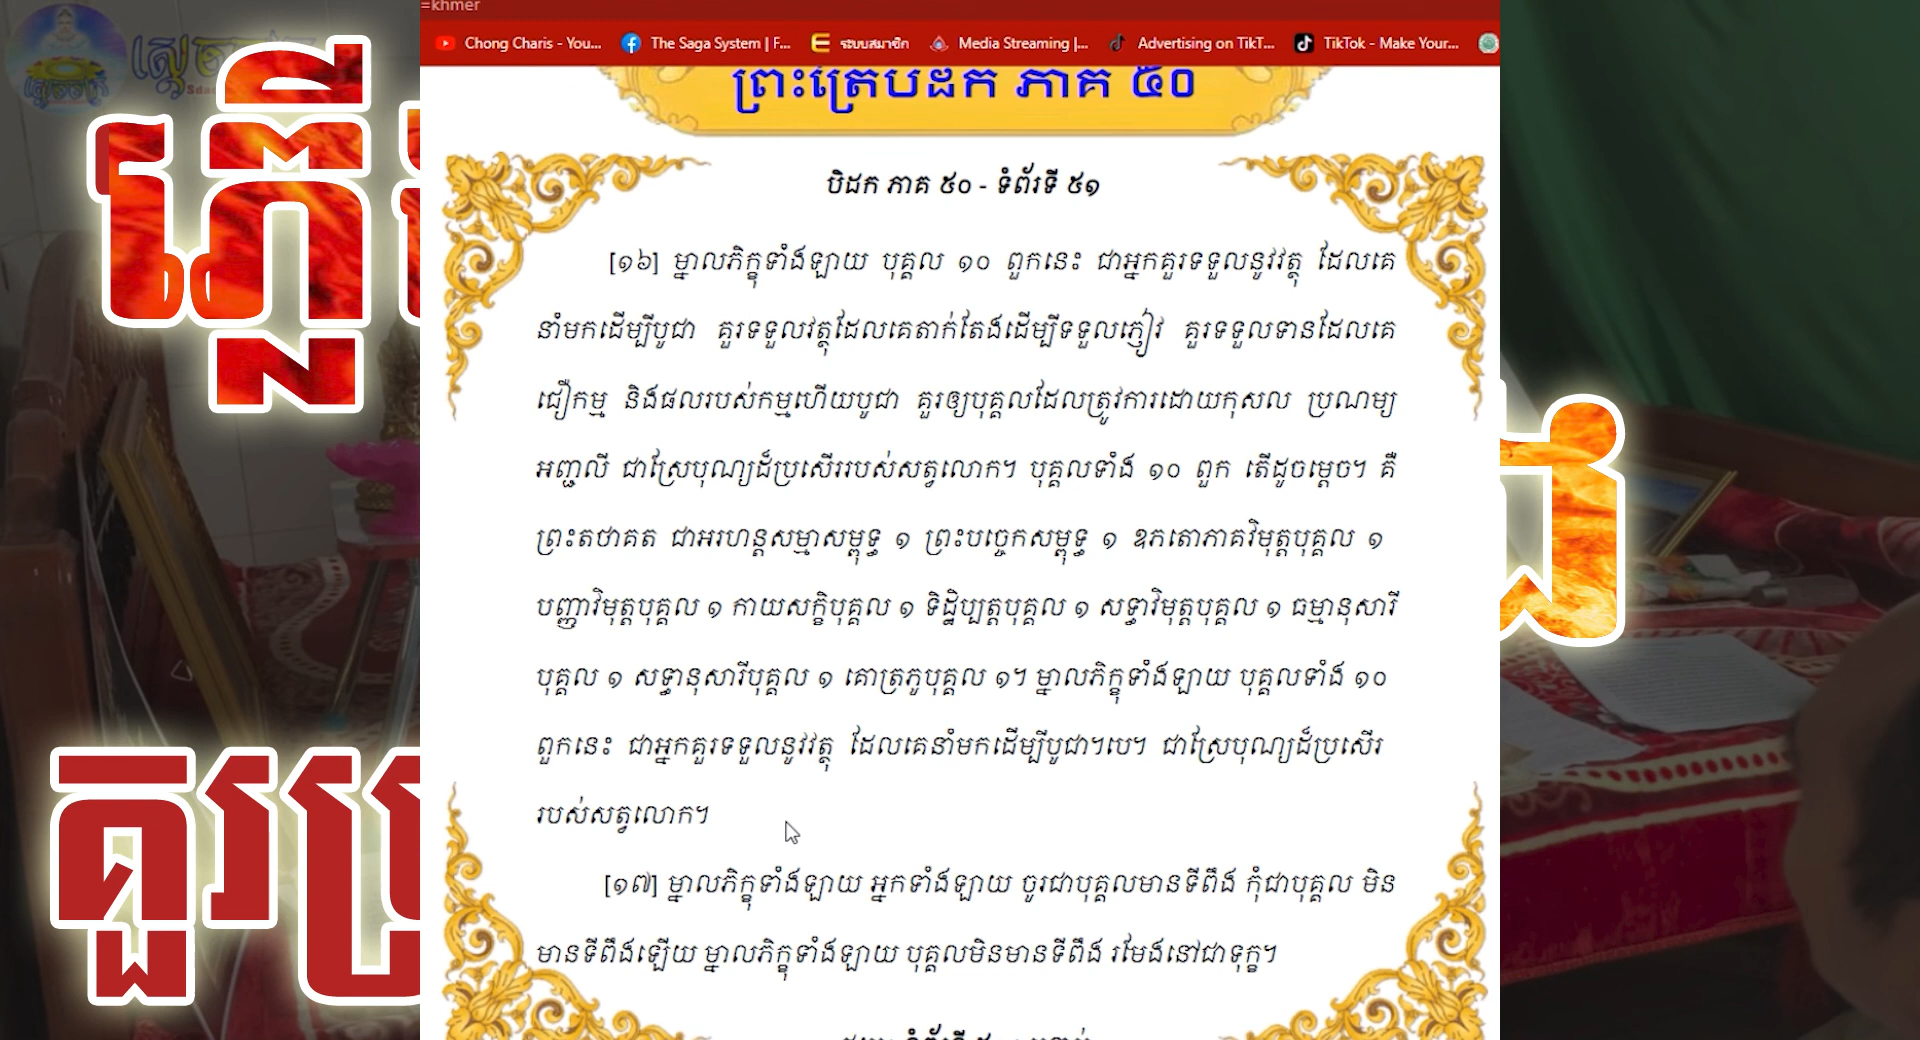 =khmer
Chong Charis - You...
The Saga System | F...
ระบบสมาชิก
Media Streaming |...
Advertising on TikT...
TikTok - Make Your...
ព្រះត្រៃបិដក ភាគ ៥០
បិដក ភាគ ៥០ - ទំព័រទី ៥១
[១៦] ម្នាលភិក្ខុទាំងឡាយ បុគ្គល ១០ ពួកនេះ ជាអ្នកគួរទទួលនូវវត្ថុ ដែលគេ
នាំមកដើម្បីបូជា គួរទទួលវត្ថុដែលគេតាក់តែងដើម្បីទទួលភ្ញៀវ គួរទទួលទានដែលគេ
ជឿកម្ម និងផលរបស់កម្មហើយបូជា គួរឲ្យបុគ្គលដែលត្រូវការដោយកុសល ប្រណម្យ
អញ្ជលី ជាស្រែបុណ្យដ៏ប្រសើររបស់សត្វលោក។ បុគ្គលទាំង ១០ ពួក តើដូចម្តេច។ គឺ
ព្រះតថាគត ជាអរហន្តសម្មាសម្ពុទ្ធ ១ ព្រះបច្ចេកសម្ពុទ្ធ ១ ឧភតោភាគវិមុត្តបុគ្គល ១
បញ្ញាវិមុត្តបុគ្គល ១ កាយសក្ខិបុគ្គល ១ ទិដ្ឋិប្បត្តបុគ្គល ១ សទ្ធាវិមុត្តបុគ្គល ១ ធម្មានុសារី
បុគ្គល ១ សទ្ធានុសារីបុគ្គល ១ គោត្រភូបុគ្គល ១។ ម្នាលភិក្ខុទាំងឡាយ បុគ្គលទាំង ១០
ពួកនេះ ជាអ្នកគួរទទួលនូវវត្ថុ ដែលគេនាំមកដើម្បីបូជា។បេ។ ជាស្រែបុណ្យដ៏ប្រសើរ
របស់សត្វលោក។
[១៧] ម្នាលភិក្ខុទាំងឡាយ អ្នកទាំងឡាយ ចូរជាបុគ្គលមានទីពឹង កុំជាបុគ្គល មិន
មានទីពឹងឡើយ ម្នាលភិក្ខុទាំងឡាយ បុគ្គលមិនមានទីពឹង រមែងនៅជាទុក្ខ។